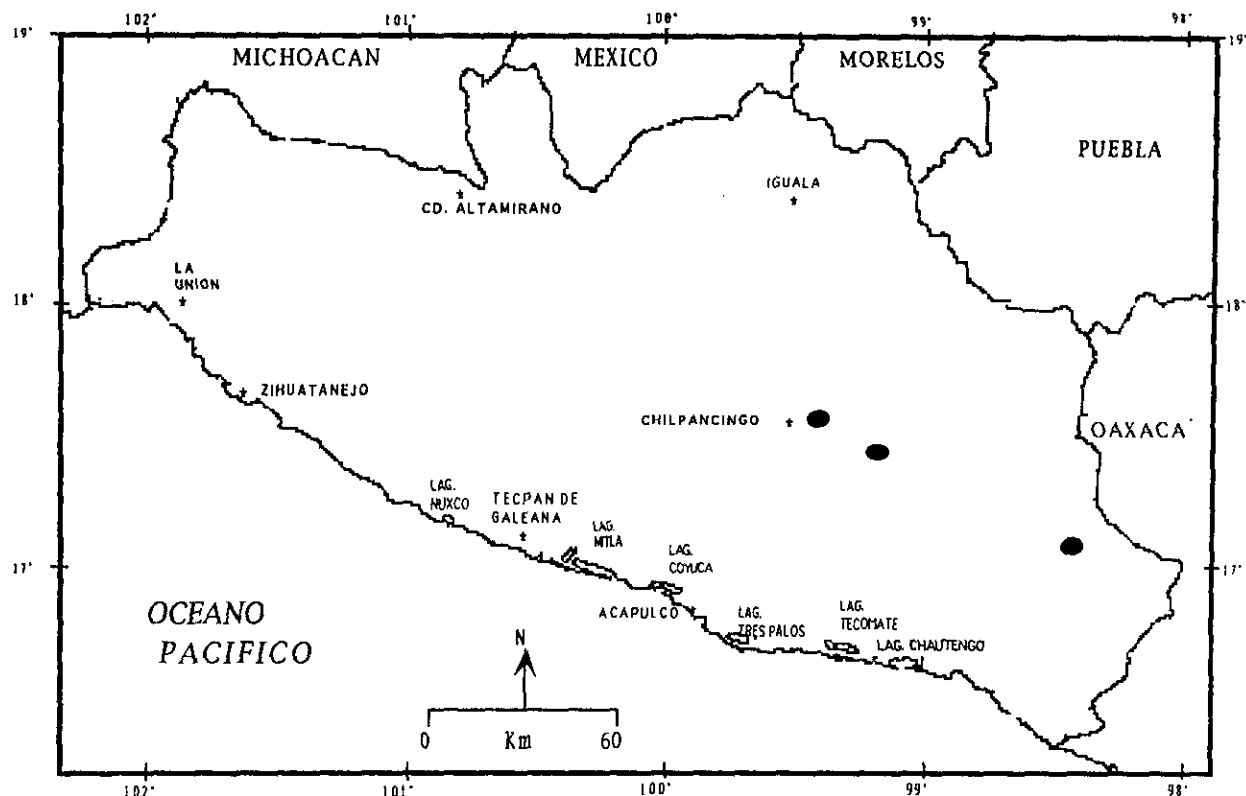 102'
101'
100'
99'
98'
19'
19'
MICHOACAN
MEXICO
MORELOS
PUEBLA
IGUALA
CD. ALTAMIRANO
LA
UNION
18'
18'
ZIHUATANEJO
CHILPANCINGO
OAXACA
LAG.
NUXCO
TECPAN DE
GALEANA
LAG.
MITLA
LAG.
COYUCA
17'
17'
ACAPULCO
LAG.
TRES PALOS
LAG.
TECOMATE
LAG. CHAUTENGO
OCEANO
PACIFICO
N
0 Km 60
102'
101'
100'
99'
98'